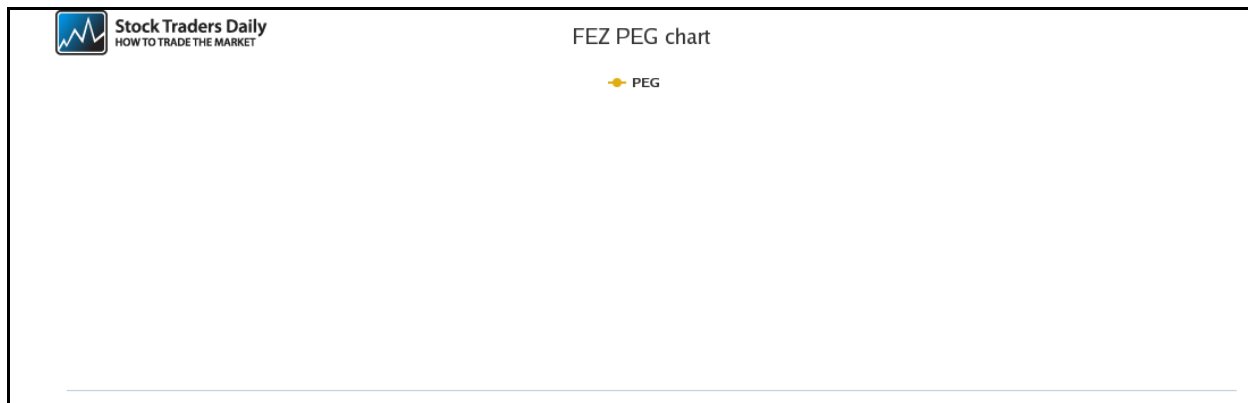 Stock Traders Daily
HOW TO TRADE THE MARKET
FEZ PEG chart
PEG